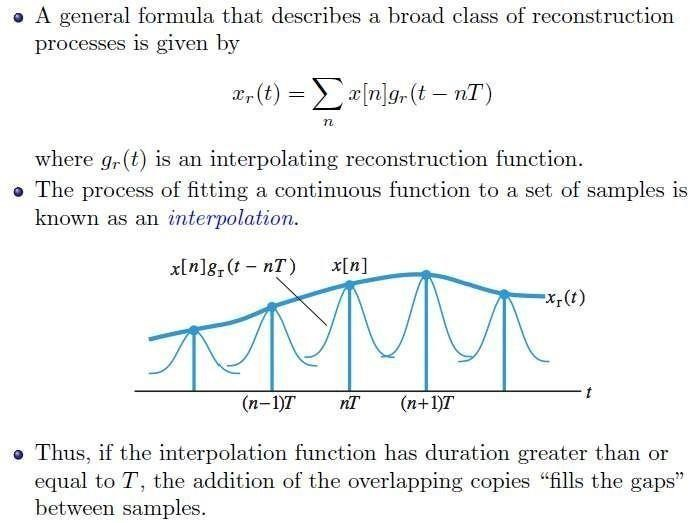 A general formula that describes a broad class of reconstruction
processes is given by
x_r(t) = ∑_n x[n]g_r(t − nT)
where g_r(t) is an interpolating reconstruction function.
The process of fitting a continuous function to a set of samples is
known as an interpolation.
x[n]g_r(t − nT) x[n]
x_r(t)
t
(n−1)T nT (n+1)T
Thus, if the interpolation function has duration greater than or
equal to T, the addition of the overlapping copies “fills the gaps”
between samples.